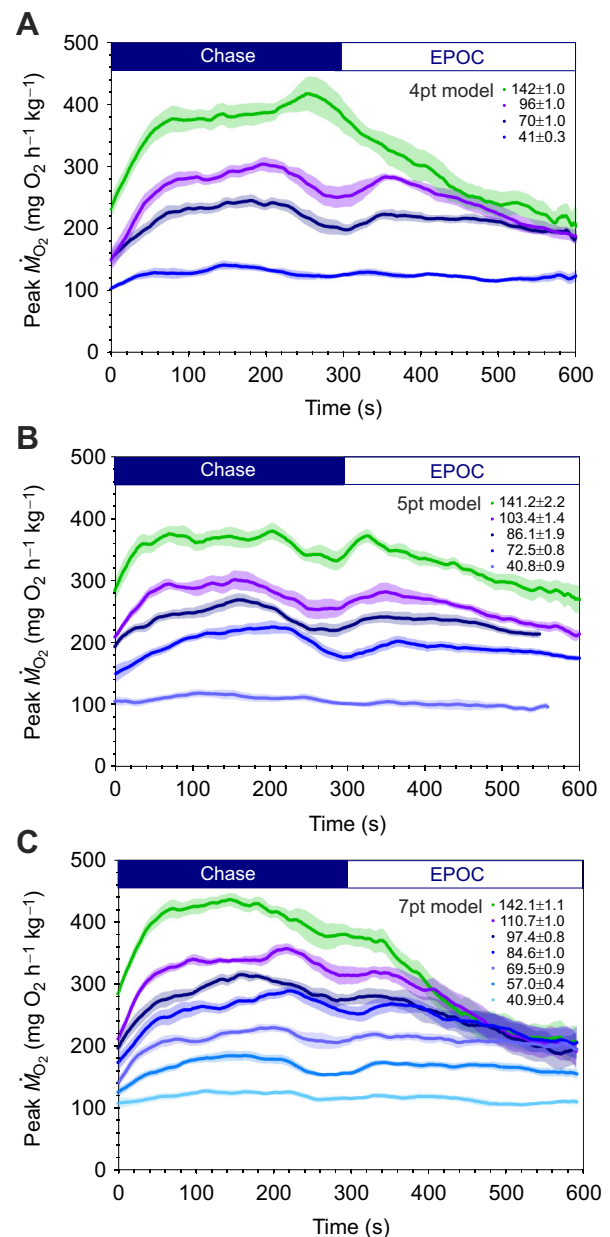 A
500
400
300
200
100
0
Peak ṀO₂ (mg O₂ h⁻¹ kg⁻¹)
Chase
EPOC
4pt model
142±1.0
96±1.0
70±1.0
41±0.3
0 100 200 300 400 500 600
Time (s)
B
500
400
300
200
100
0
Peak ṀO₂ (mg O₂ h⁻¹ kg⁻¹)
Chase
EPOC
5pt model
141.2±2.2
103.4±1.4
86.1±1.9
72.5±0.8
40.8±0.9
0 100 200 300 400 500 600
Time (s)
C
500
400
300
200
100
0
Peak ṀO₂ (mg O₂ h⁻¹ kg⁻¹)
Chase
EPOC
7pt model
142.1±1.1
110.7±1.0
97.4±0.8
84.6±1.0
69.5±0.9
57.0±0.4
40.9±0.4
0 100 200 300 400 500 600
Time (s)